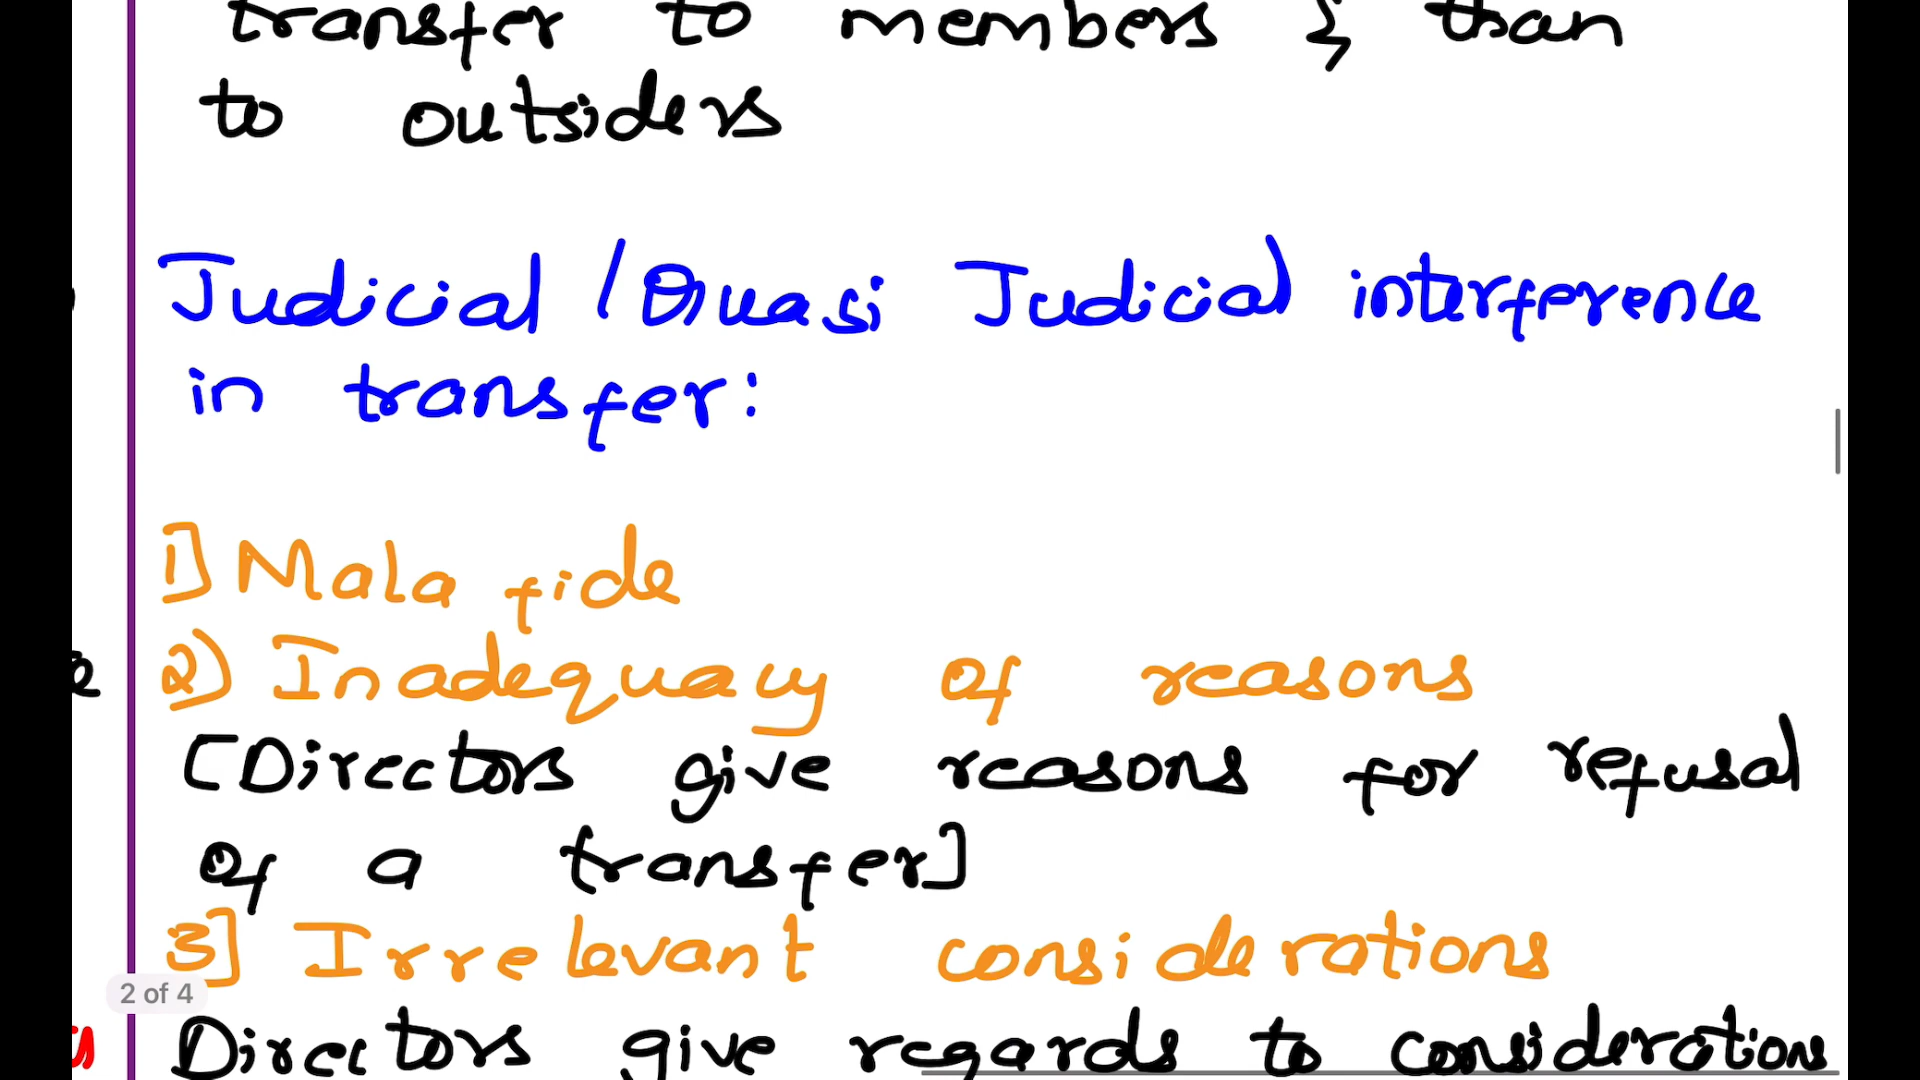 transfer to members & than
to outsiders
Judicial / Quasi Judicial interference
in transfer:
1] Mala fide
2) Inadequacy of reasons
[Directors give reasons for refusal
of a transfer]
3] Irrelevant considerations
2 of 4
Directors give regards to considerations